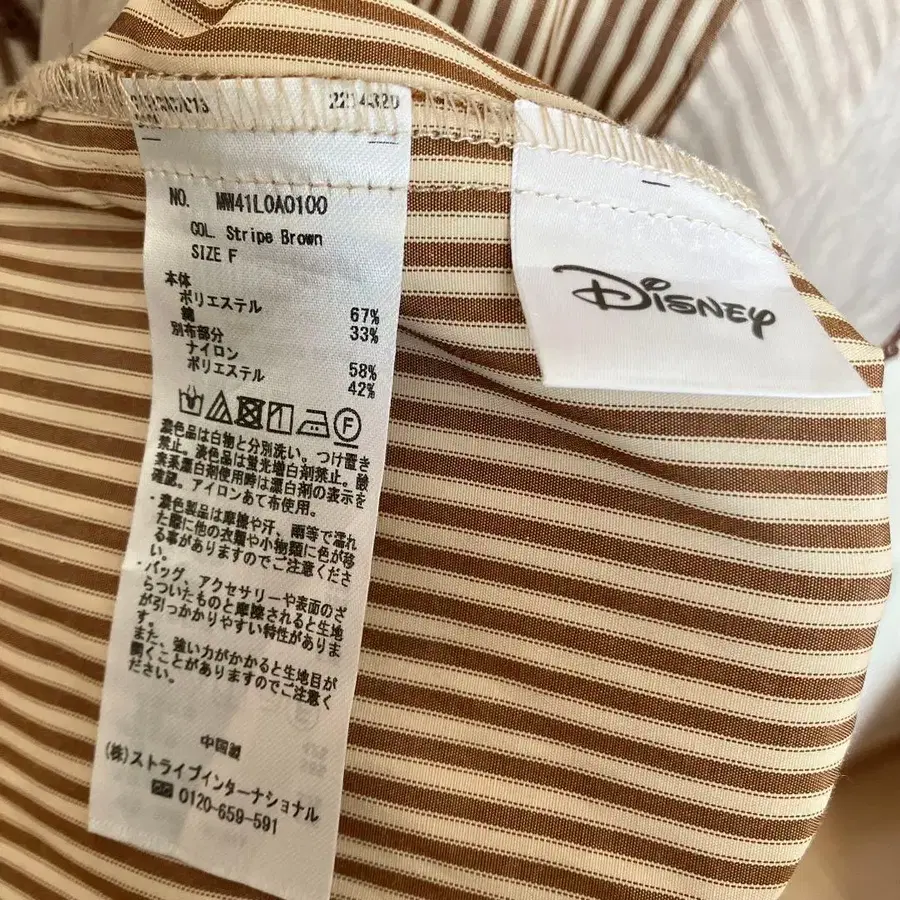 2214320
NO. MW41L0A0100
COL. Stripe Brown
SIZE F
本体
ポリエステル 67%
綿 33%
別布部分
ナイロン 58%
ポリエステル 42%
F
濃色品は白物と分別洗い。つけ置き
禁止。淡色品は蛍光増白剤禁止。酸
素系漂白剤使用時は漂白剤の表示を
確認。アイロンあて布使用。
・濃色製品は摩擦や汗、雨等で濡れ
た際に他の衣類や小物類に色が移
る事がありますのでご注意くださ
い。
・バッグ、アクセサリーや表面のざ
らついたものと摩擦されると生地
が引っかかりやすい特性がありま
す。
また、強い力がかかると生地目が
開くことがありますのでご注意く
ださい。
中国製
(株)ストライプインターナショナル
0120-659-591
Disney